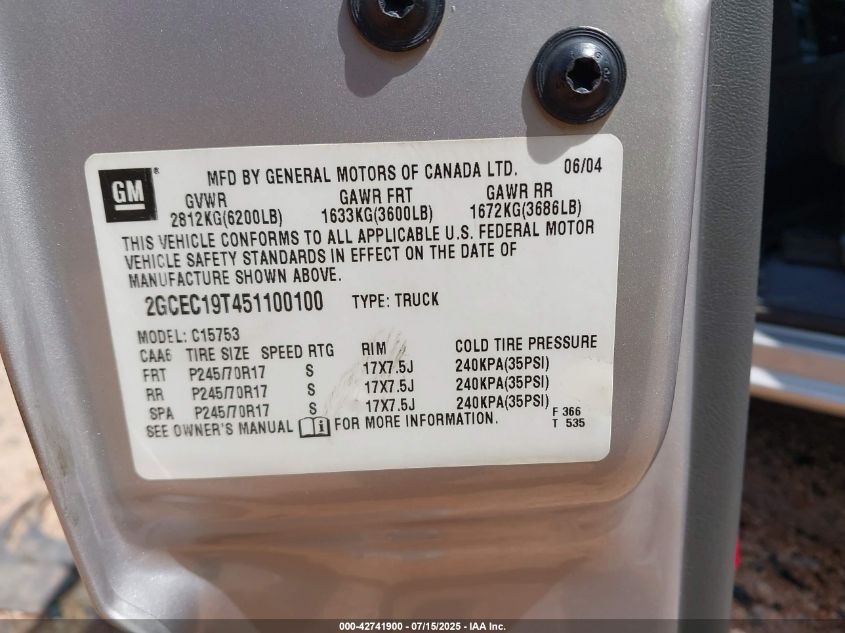 GM
MFD BY GENERAL MOTORS OF CANADA LTD. 06/04
GVWR GAWR FRT GAWR RR
2812KG(6200LB) 1633KG(3600LB) 1672KG(3686LB)
THIS VEHICLE CONFORMS TO ALL APPLICABLE U.S. FEDERAL MOTOR
VEHICLE SAFETY STANDARDS IN EFFECT ON THE DATE OF
MANUFACTURE SHOWN ABOVE.
2GCEC19T451100100 TYPE: TRUCK
MODEL: C15753
CAA6 TIRE SIZE SPEED RTG RIM COLD TIRE PRESSURE
FRT P245/70R17 S 17X7.5J 240KPA(35PSI)
RR P245/70R17 S 17X7.5J 240KPA(35PSI)
SPA P245/70R17 S 17X7.5J 240KPA(35PSI)
SEE OWNER'S MANUAL FOR MORE INFORMATION.
F 366
T 535
000-42741900 - 07/15/2025 - IAA Inc.